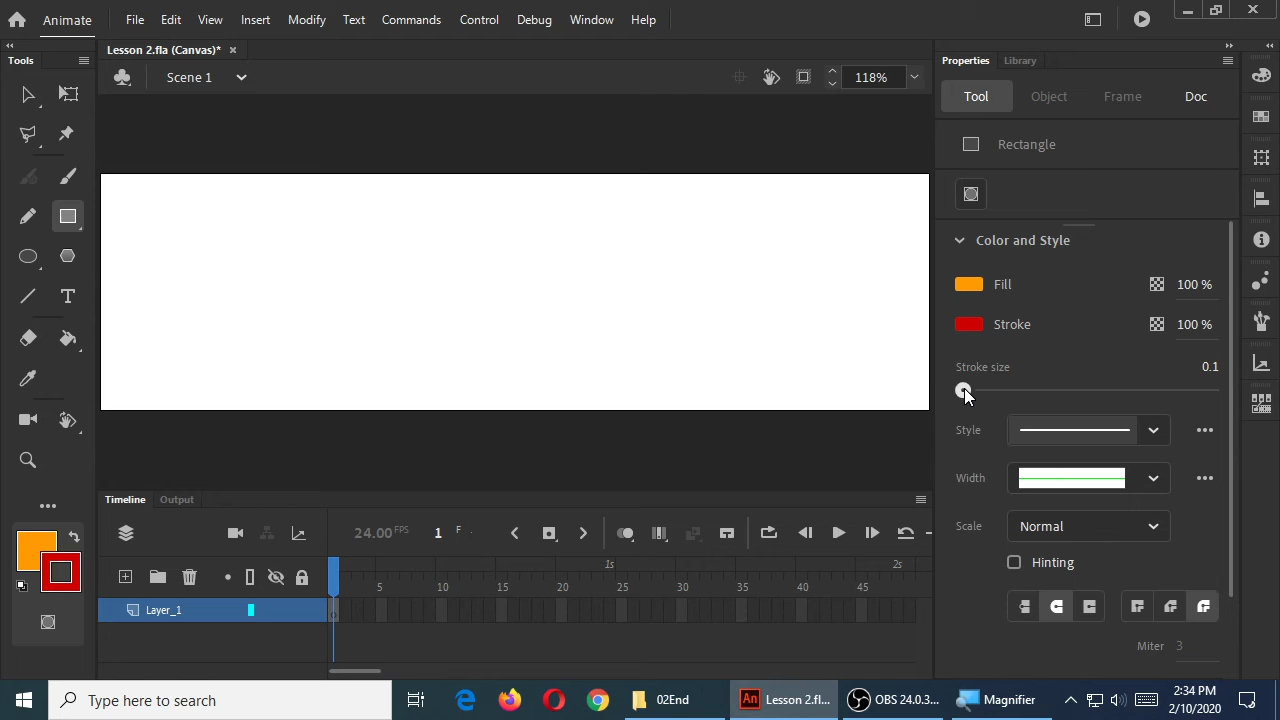 Animate File Edit View Insert Modify Text Commands Control Debug Window Help
Tools Lesson 2.fla (Canvas)* Properties Library
Scene 1 118%
Tool Object Frame Doc
Rectangle
Color and Style
Fill 100 %
Stroke 100 %
Stroke size 0.1
Style
Width
Scale Normal
Hinting
Miter 3
Timeline Output
24.00 FPS 1 F
1s 2s
5 10 15 20 25 30 35 40 45
Layer_1
Type here to search 02End An Lesson 2.fl... OBS 24.0.3... Magnifier 2:34 PM
2/10/2020